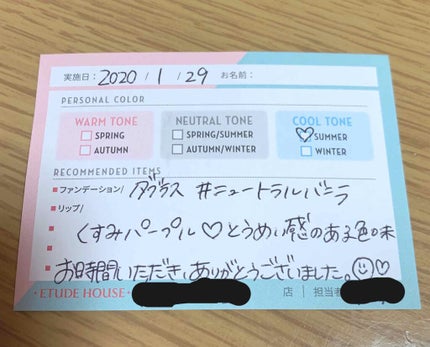 実施日： 2020 / 1 / 29 お名前：
PERSONAL COLOR
WARM TONE
SPRING
AUTUMN
NEUTRAL TONE
SPRING/SUMMER
AUTUMN/WINTER
COOL TONE
SUMMER
WINTER
RECOMMENDED ITEMS
ファンデーション/ ダブラス #ニュートラルバニラ
リップ/
くすみパープル♡とうめい感のある色味
お時間いただき、ありがとうございました。☺♡
ETUDE HOUSE 店 | 担当者